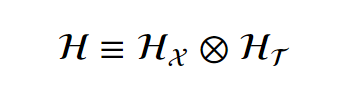 ℋ ≡ ℋ_𝒳 ⊗ ℋ_𝒯